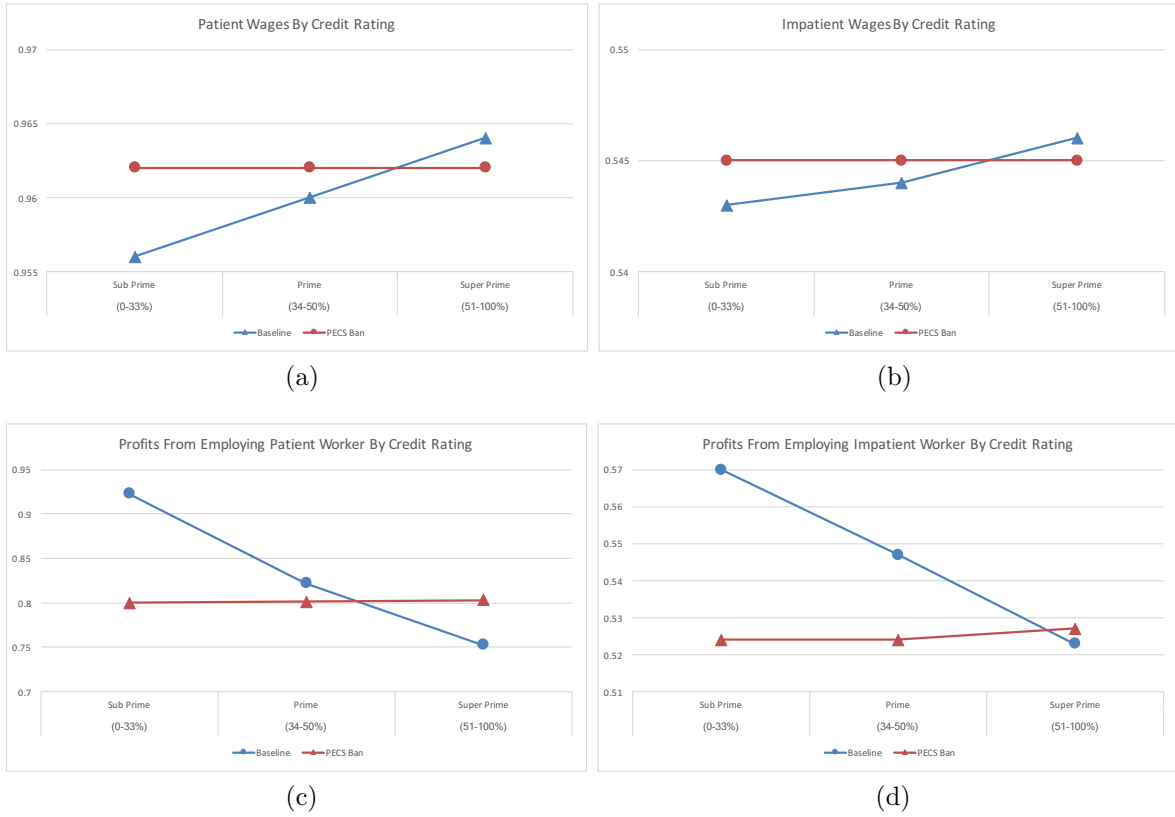 Patient Wages By Credit Rating
0.97
0.965
0.96
0.955
Sub Prime Prime Super Prime
(0-33%) (34-50%) (51-100%)
Baseline PECS Ban
(a)
Impatient Wages By Credit Rating
0.55
0.545
0.54
Sub Prime Prime Super Prime
(0-33%) (34-50%) (51-100%)
Baseline PECS Ban
(b)
Profits From Employing Patient Worker By Credit Rating
0.95
0.9
0.85
0.8
0.75
0.7
Sub Prime Prime Super Prime
(0-33%) (34-50%) (51-100%)
Baseline PECS Ban
(c)
Profits From Employing Impatient Worker By Credit Rating
0.57
0.56
0.55
0.54
0.53
0.52
0.51
Sub Prime Prime Super Prime
(0-33%) (34-50%) (51-100%)
Baseline PECS Ban
(d)